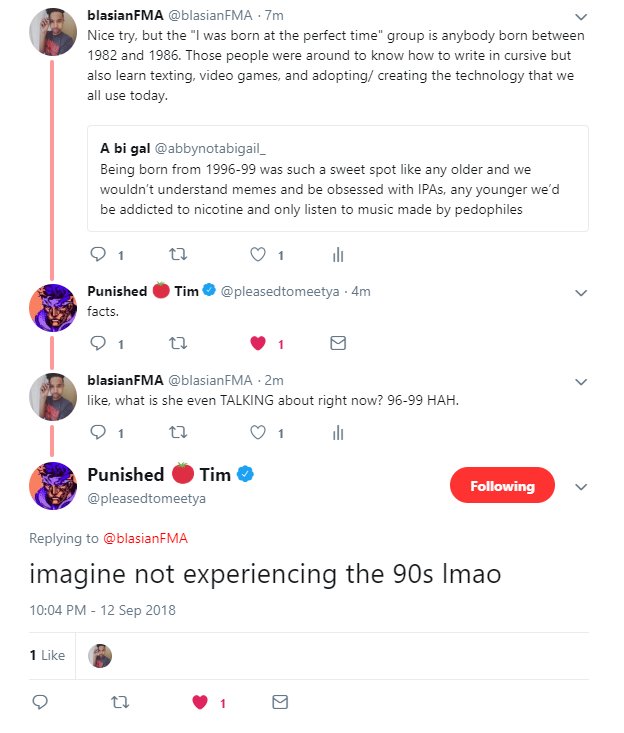 blasianFMA @blasianFMA · 7m
Nice try, but the "I was born at the perfect time" group is anybody born between
1982 and 1986. Those people were around to know how to write in cursive but
also learn texting, video games, and adopting/ creating the technology that we
all use today.
A bi gal @abbynotabigail_
Being born from 1996-99 was such a sweet spot like any older and we
wouldn't understand memes and be obsessed with IPAs, any younger we'd
be addicted to nicotine and only listen to music made by pedophiles
1 1
Punished 🍅 Tim @pleasedtomeetya · 4m
facts.
1 1
blasianFMA @blasianFMA · 2m
like, what is she even TALKING about right now? 96-99 HAH.
1 1
Punished 🍅 Tim
@pleasedtomeetya
Following
Replying to @blasianFMA
imagine not experiencing the 90s lmao
10:04 PM - 12 Sep 2018
1 Like
1